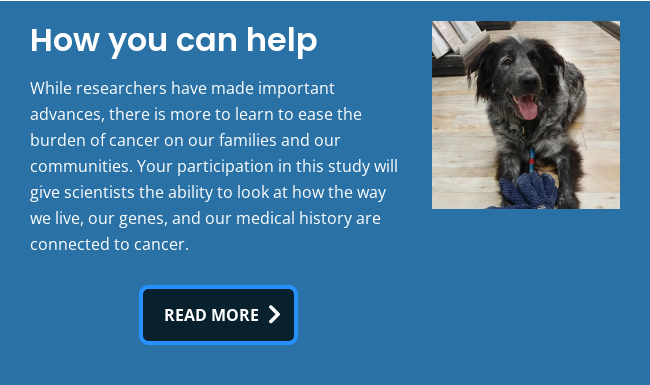 How you can help
While researchers have made important
advances, there is more to learn to ease the
burden of cancer on our families and our
communities. Your participation in this study will
give scientists the ability to look at how the way
we live, our genes, and our medical history are
connected to cancer.
READ MORE